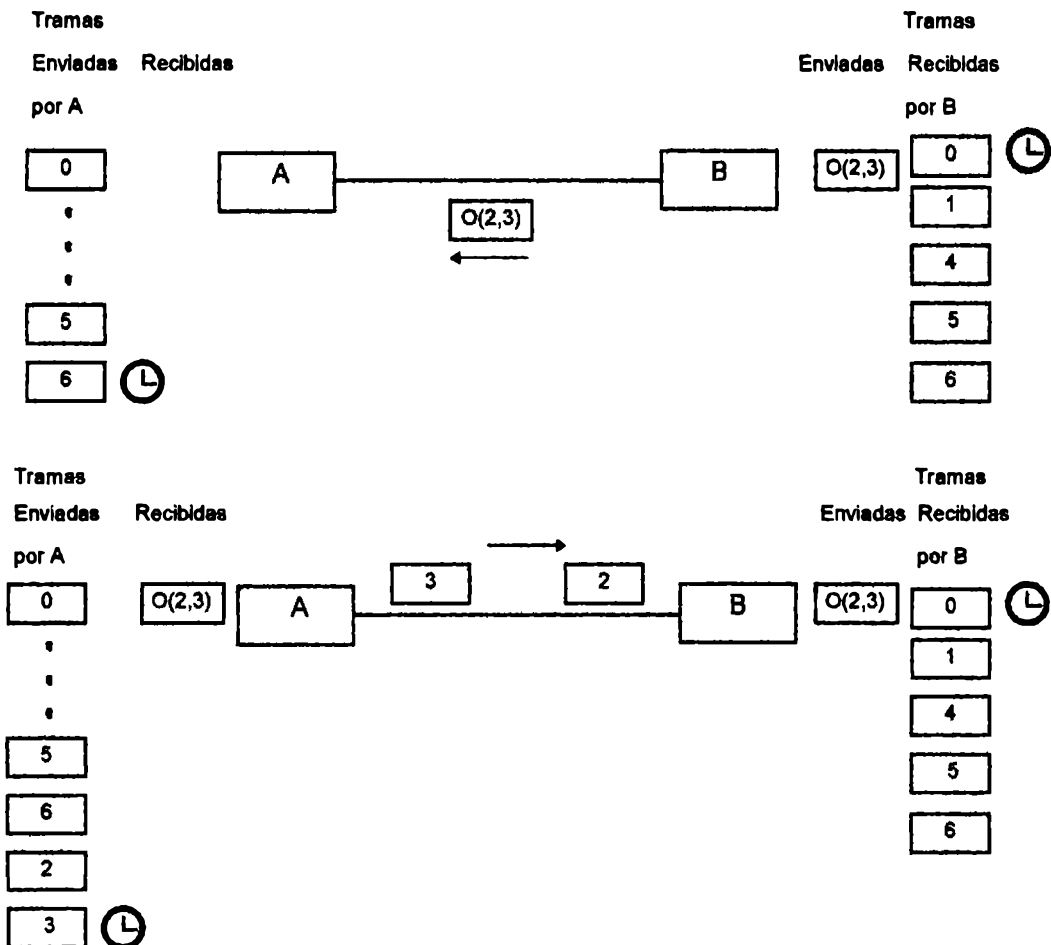 Tramas Tramas
Enviadas Recibidas Enviadas Recibidas
por A por B
0 A B O(2,3) 0
1
O(2,3)
4
5 5
6 6
Tramas Tramas
Enviadas Recibidas Enviadas Recibidas
por A por B
0 O(2,3) A 3 2 B O(2,3) 0
1
4
5 5
6 6
2
3